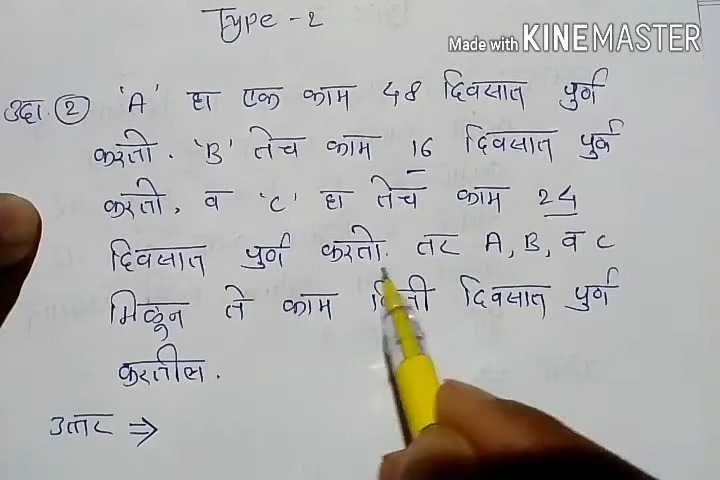 Type - 2
Made with KINEMASTER
उदा. 2 'A' हा एक काम 48 दिवसात पुर्ण
करतो. 'B' तेच काम 16 दिवसात पुर्ण
करतो, व 'C' हा तेच काम 24
दिवसात पुर्ण करतो. तर A, B, व C
मिळून ते काम किती दिवसात पुर्ण
करतील.
उत्तर ⇒